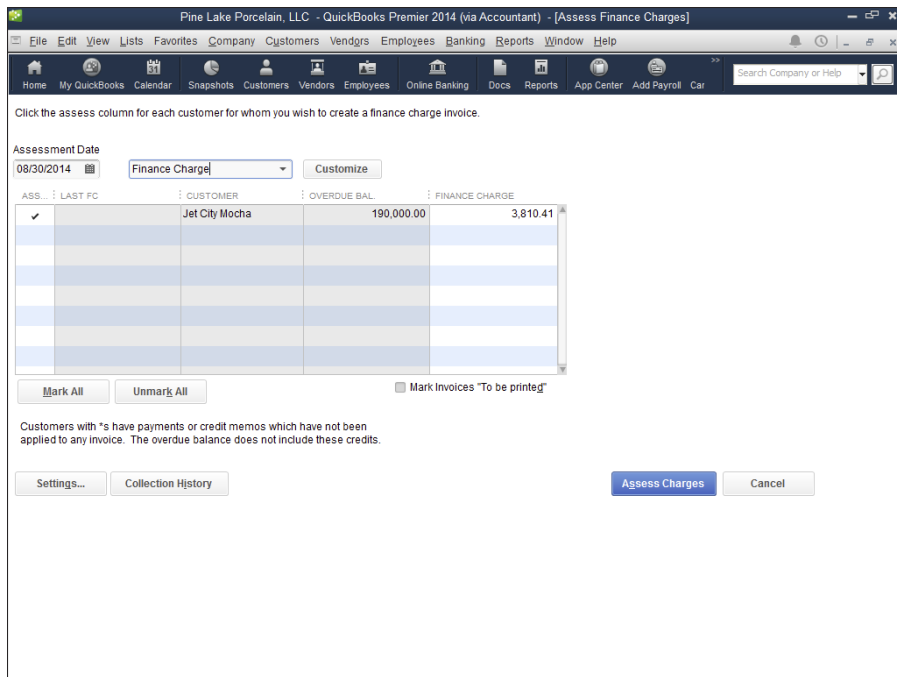 Pine Lake Porcelain, LLC - QuickBooks Premier 2014 (via Accountant) - [Assess Finance Charges]
File Edit View Lists Favorites Company Customers Vendors Employees Banking Reports Window Help
Home My QuickBooks Calendar Snapshots Customers Vendors Employees Online Banking Docs Reports App Center Add Payroll Car
Search Company or Help
Click the assess column for each customer for whom you wish to create a finance charge invoice.
Assessment Date
08/30/2014 Finance Charge Customize
ASS... LAST FC CUSTOMER OVERDUE BAL. FINANCE CHARGE
Jet City Mocha 190,000.00 3,810.41
Mark All Unmark All Mark Invoices "To be printed"
Customers with *s have payments or credit memos which have not been
applied to any invoice. The overdue balance does not include these credits.
Settings... Collection History Assess Charges Cancel